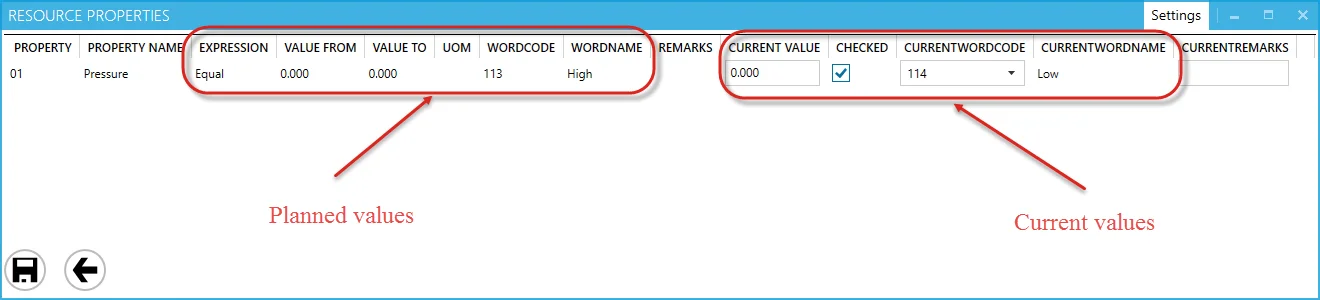 RESOURCE PROPERTIES Settings
PROPERTY PROPERTY NAME EXPRESSION VALUE FROM VALUE TO UOM WORDCODE WORDNAME REMARKS CURRENT VALUE CHECKED CURRENTWORDCODE CURRENTWORDNAME CURRENTREMARKS
01 Pressure Equal 0.000 0.000 113 High 0.000 114 Low
Planned values
Current values